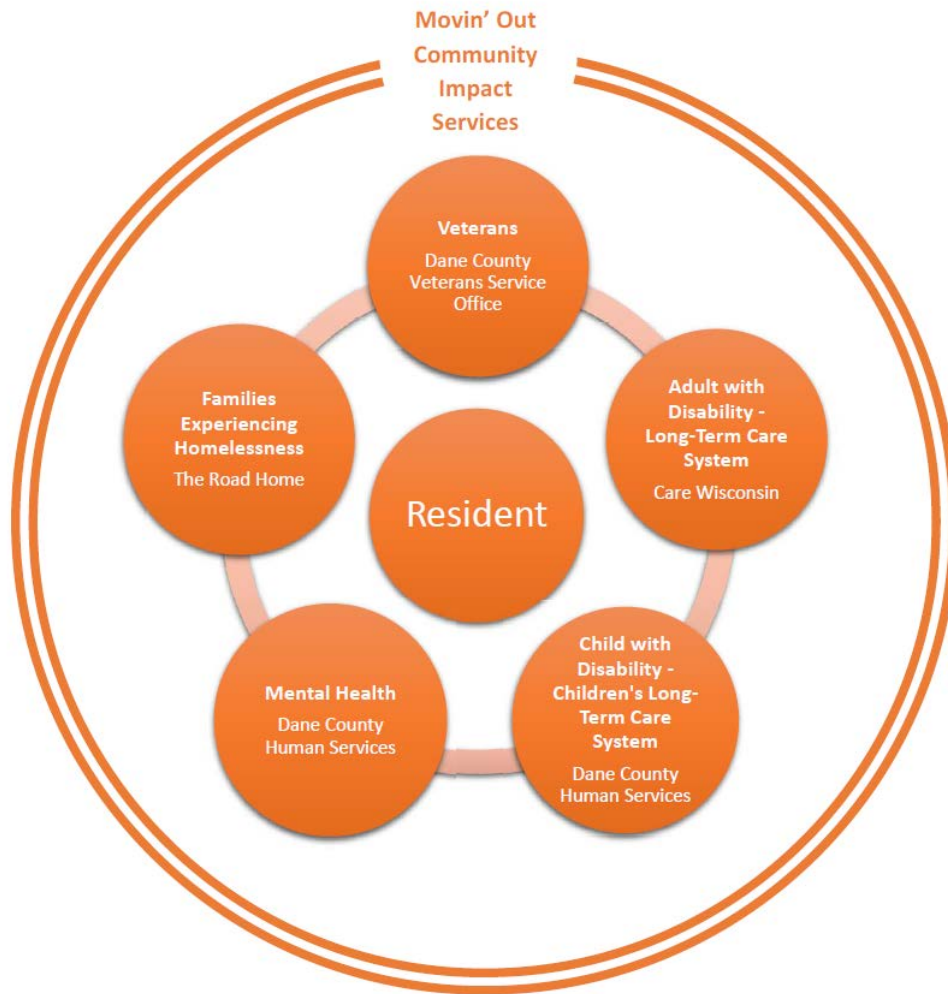 Movin’ Out
Community
Impact
Services
Veterans
Dane County
Veterans Service
Office
Adult with
Disability -
Long-Term Care
System
Care Wisconsin
Child with
Disability -
Children's Long-
Term Care
System
Dane County
Human Services
Mental Health
Dane County
Human Services
Families
Experiencing
Homelessness
The Road Home
Resident